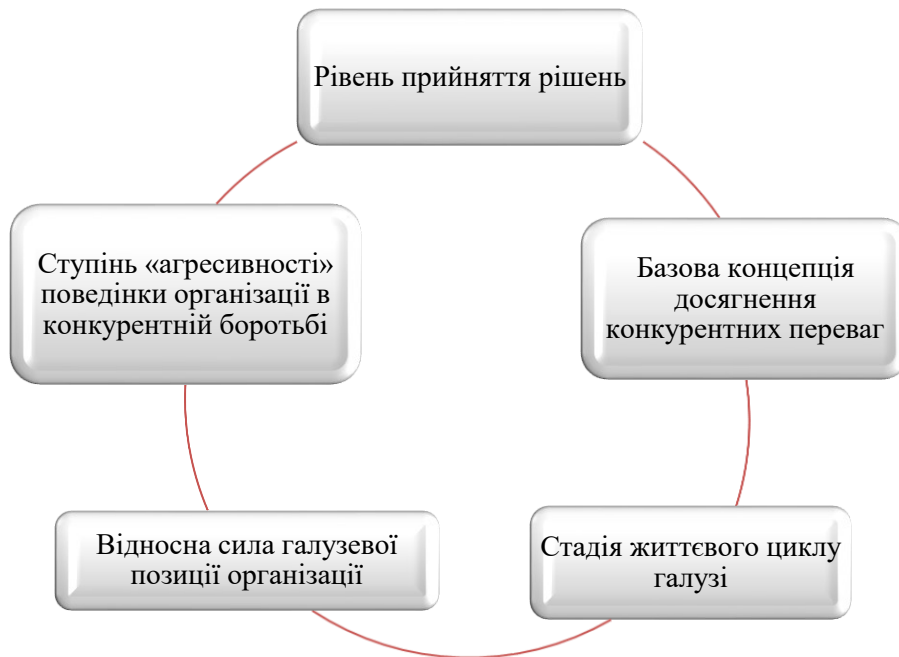 Рівень прийняття рішень
Базова концепція
досягнення
конкурентних переваг
Стадія життєвого циклу
галузі
Відносна сила галузевої
позиції організації
Ступінь «агресивності»
поведінки організації в
конкурентній боротьбі